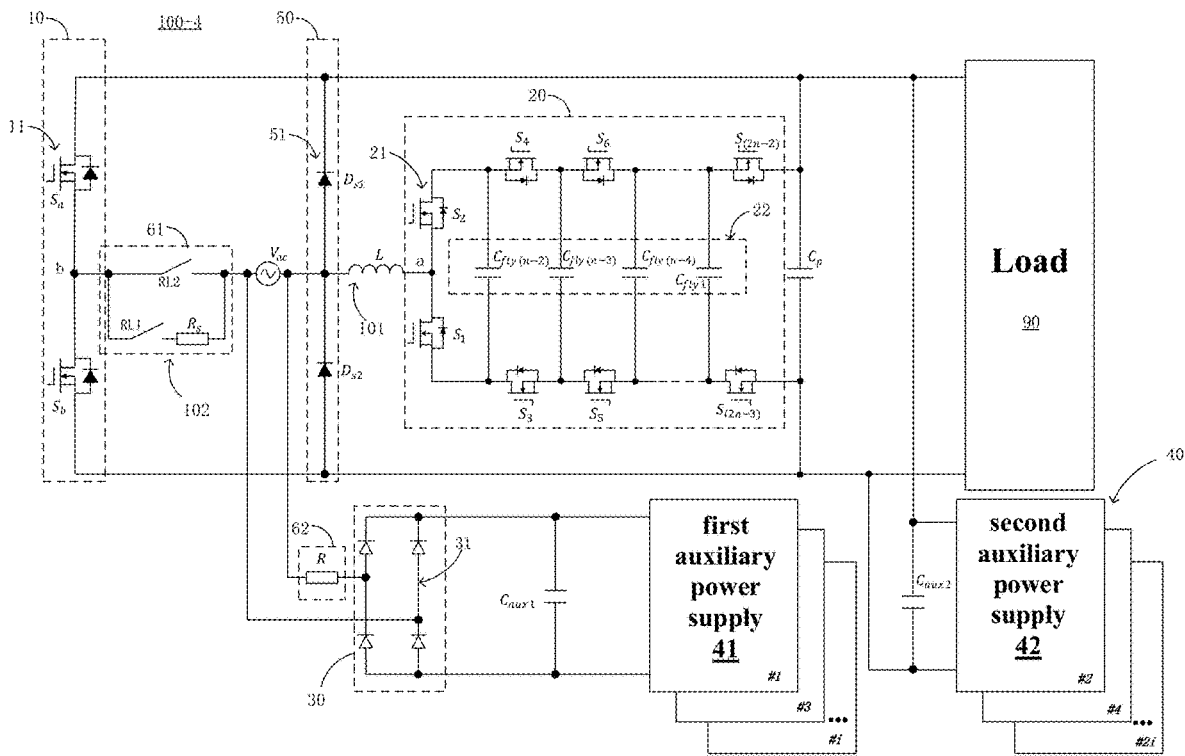 10
100-4
50
20
11
51
21
S4
S6
S(2n-2)
Sa
Ds1
S2
22
61
Vac
Cfly(n-2)
Cfly(n-3)
Cfly(n-4)
Cfly1
Cp
Load
90
b
RL2
L
a
RL1
Rs
101
S1
Sb
102
Ds2
S3
S5
S(2n-3)
40
62
R
31
Caux1
30
first
auxiliary
power
supply
41
#1
#3
#i
Caux2
second
auxiliary
power
supply
42
#2
#4
#2i